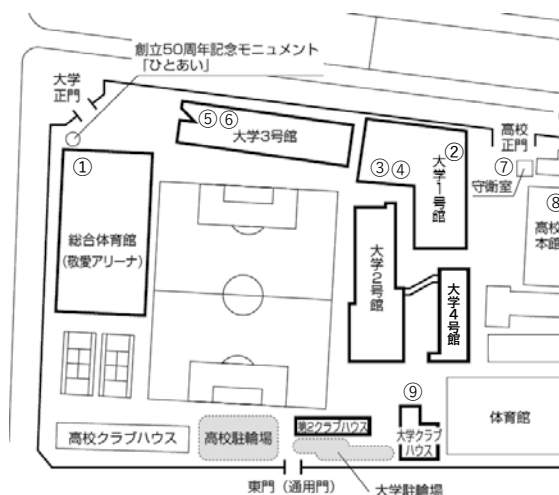 創立50周年記念モニュメント
「ひとあい」
大学
正門
⑤⑥
大学3号館
②
③④
大学1号館
高校
正門
⑦
守衛室
⑧
高校
本館
①
総合体育館
(敬愛アリーナ)
大学2号館
大学4号館
⑨
体育館
高校クラブハウス
高校駐輪場
第2クラブハウス
大学クラブ
ハウス
東門（通用門）
大学駐輪場